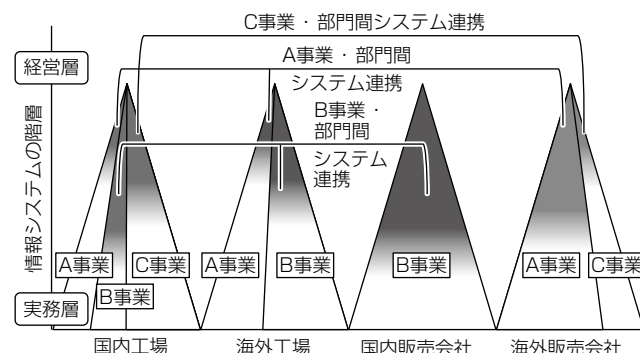 C事業・部門間システム連携
経営層
A事業・部門間
システム連携
B事業・
部門間
システム
連携
情報システムの階層
A事業
C事業
A事業
B事業
B事業
A事業
C事業
B事業
実務層
国内工場
海外工場
国内販売会社
海外販売会社